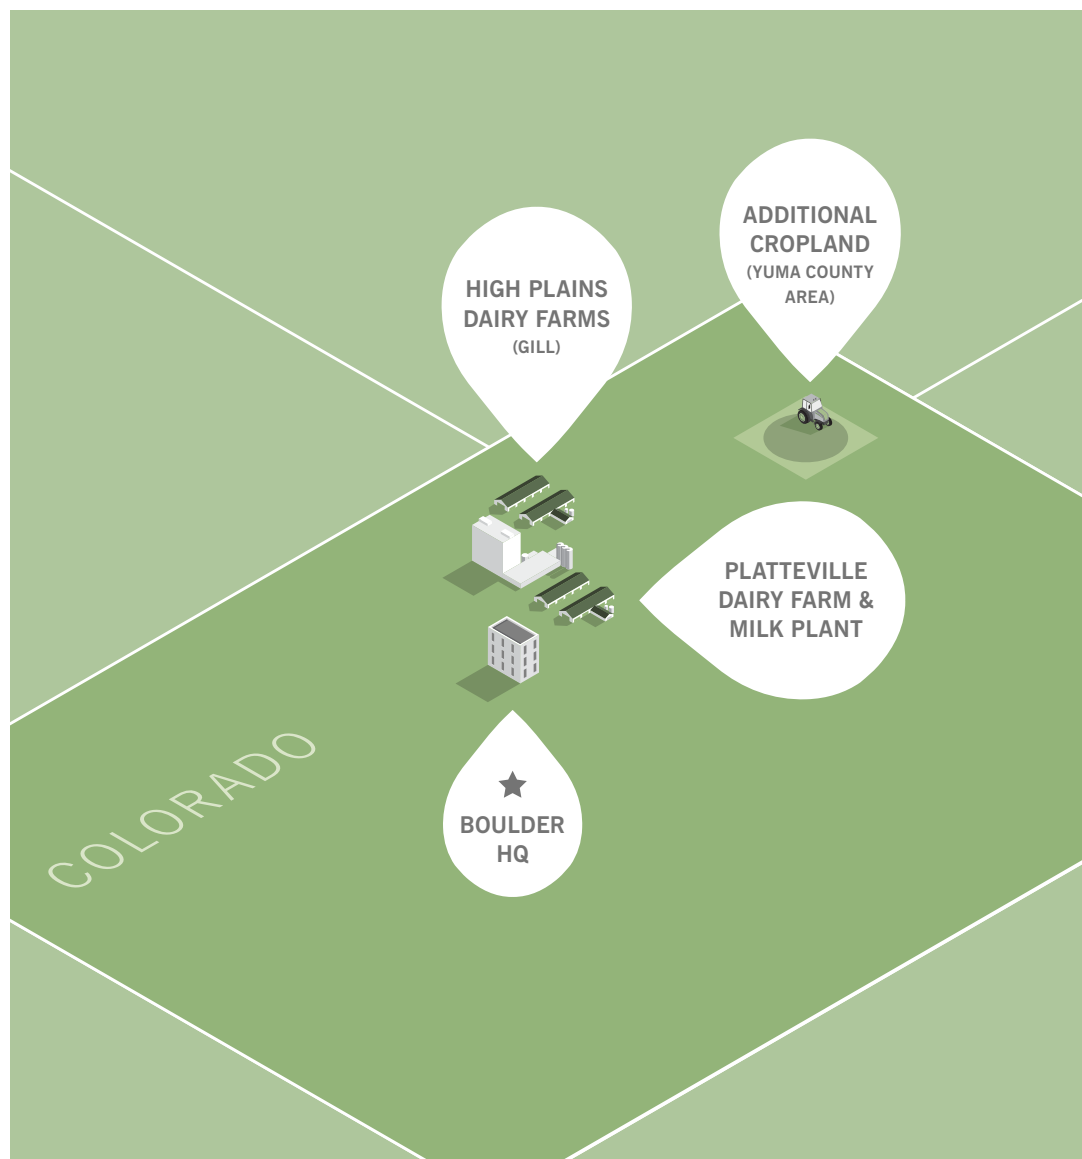 ADDITIONAL
CROPLAND
(YUMA COUNTY
AREA)
HIGH PLAINS
DAIRY FARMS
(GILL)
PLATTEVILLE
DAIRY FARM &
MILK PLANT
COLORADO
BOULDER
HQ